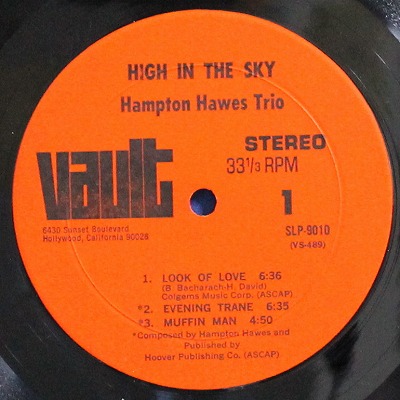 HIGH IN THE SKY
Hampton Hawes Trio
vault
STEREO
33 1/3 RPM
6430 Sunset Boulevard
Hollywood, California 90028
1
SLP-9010
(VS-489)
1. LOOK OF LOVE 6:36
(B. Bacharach-H. David)
Colgems Music Corp. (ASCAP)
*2. EVENING TRANE 6:35
*3. MUFFIN MAN 4:50
*Composed by Hampton Hawes and
Published by
Hoover Publishing Co. (ASCAP)